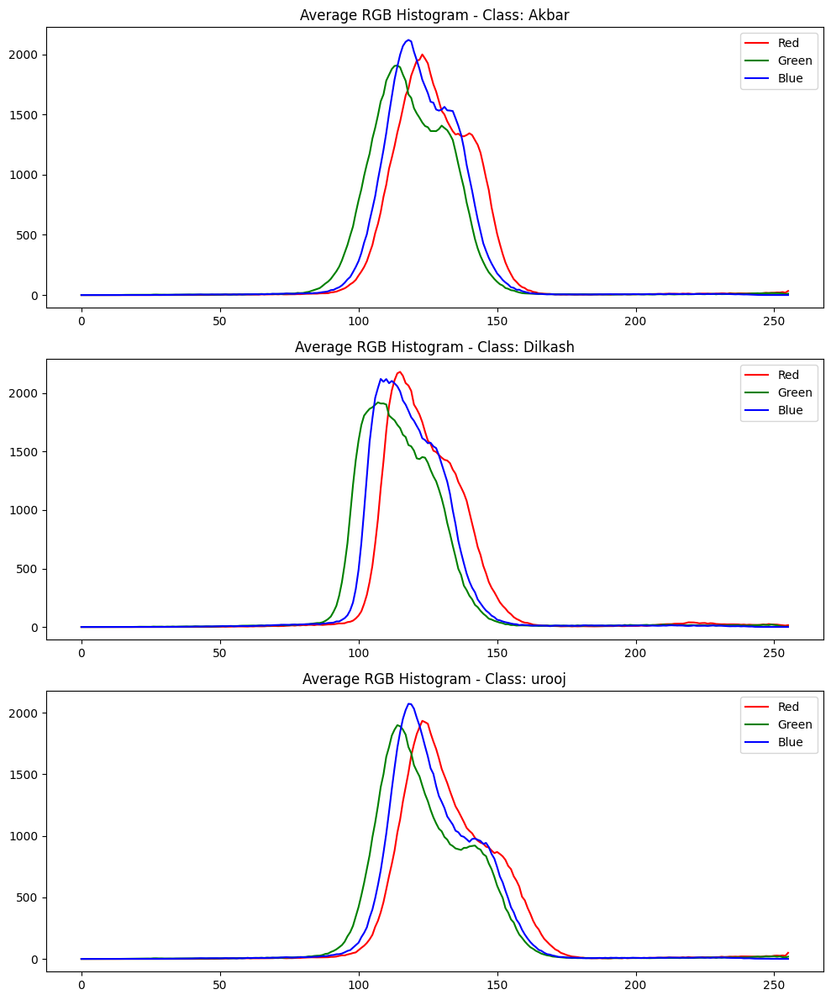 Average RGB Histogram - Class: Akbar
Red
Green
Blue
2000
1500
1000
500
0
0 50 100 150 200 250
Average RGB Histogram - Class: Dilkash
Red
Green
Blue
2000
1500
1000
500
0
0 50 100 150 200 250
Average RGB Histogram - Class: urooj
Red
Green
Blue
2000
1500
1000
500
0
0 50 100 150 200 250